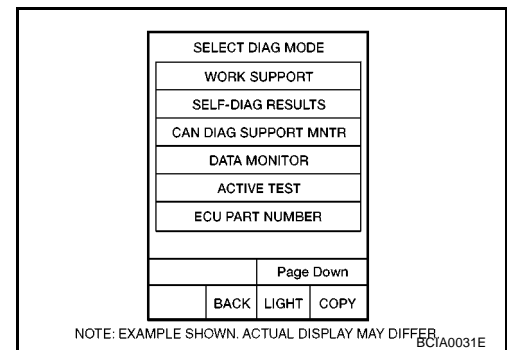 SELECT DIAG MODE
WORK SUPPORT
SELF-DIAG RESULTS
CAN DIAG SUPPORT MNTR
DATA MONITOR
ACTIVE TEST
ECU PART NUMBER
Page Down
BACK LIGHT COPY
NOTE: EXAMPLE SHOWN. ACTUAL DISPLAY MAY DIFFER
BCIA0031E